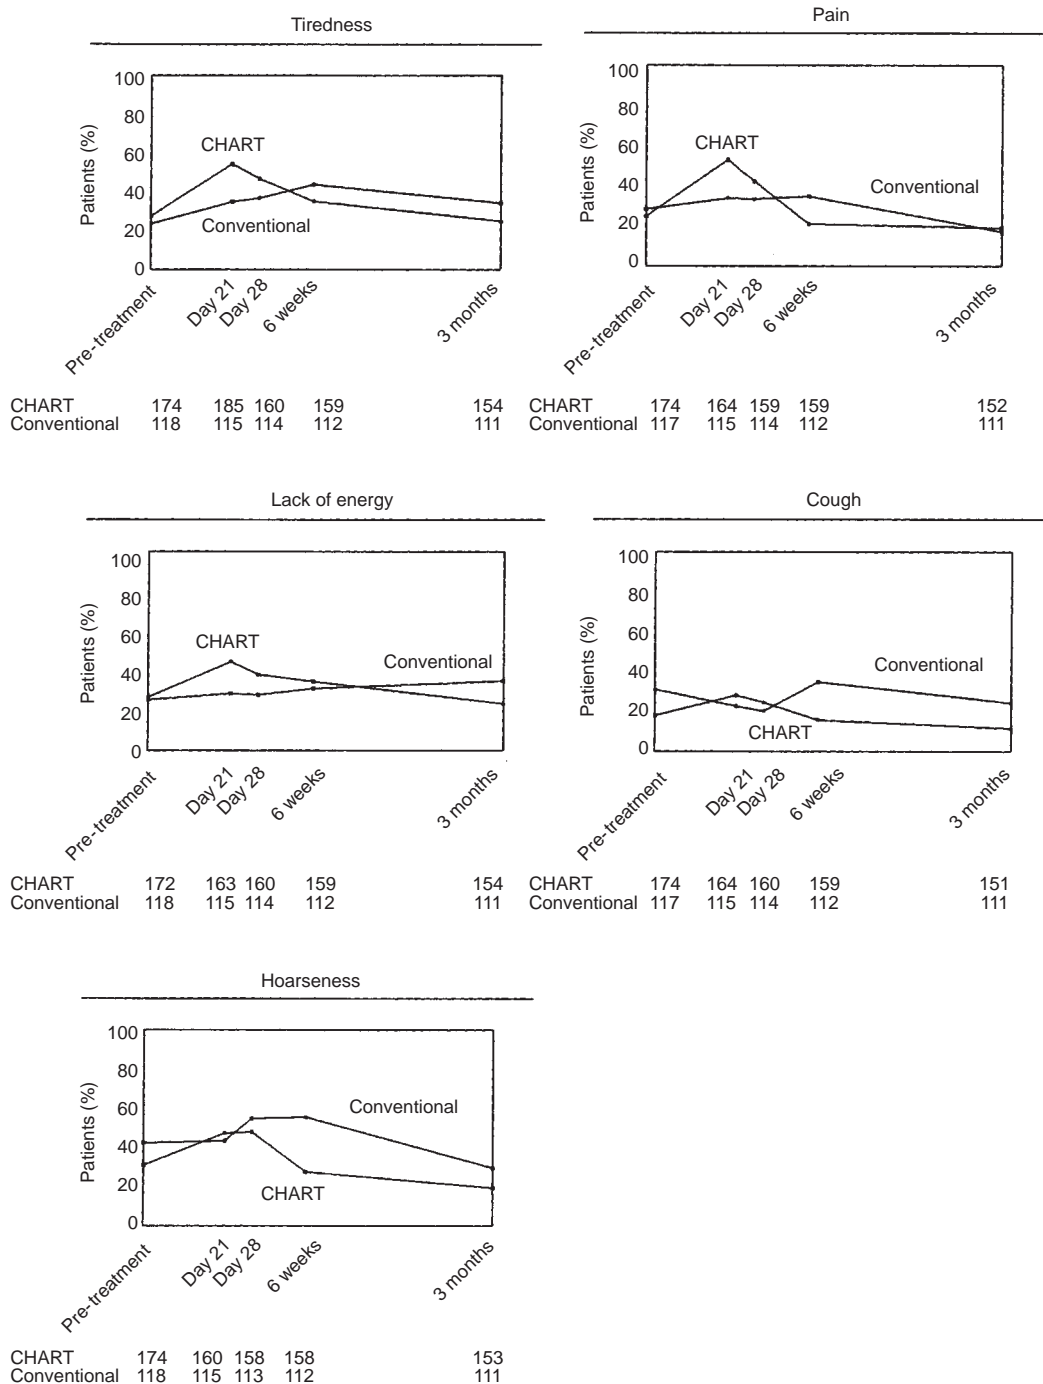 Tiredness
100
80
60
40
20
0
Patients (%)
CHART
Conventional
Pre-treatment
Day 21
Day 28
6 weeks
3 months
CHART 174 185 160 159 154
Conventional 118 115 114 112 111
Pain
100
80
60
40
20
0
Patients (%)
CHART
Conventional
Pre-treatment
Day 21
Day 28
6 weeks
3 months
CHART 174 164 159 159 152
Conventional 117 115 114 112 111
Lack of energy
100
80
60
40
20
0
Patients (%)
CHART
Conventional
Pre-treatment
Day 21
Day 28
6 weeks
3 months
CHART 172 163 160 159 154
Conventional 118 115 114 112 111
Cough
100
80
60
40
20
0
Patients (%)
Conventional
CHART
Pre-treatment
Day 21
Day 28
6 weeks
3 months
CHART 174 164 160 159 151
Conventional 117 115 114 112 111
Hoarseness
100
80
60
40
20
0
Patients (%)
Conventional
CHART
Pre-treatment
Day 21
Day 28
6 weeks
3 months
CHART 174 160 158 158 153
Conventional 118 115 113 112 111